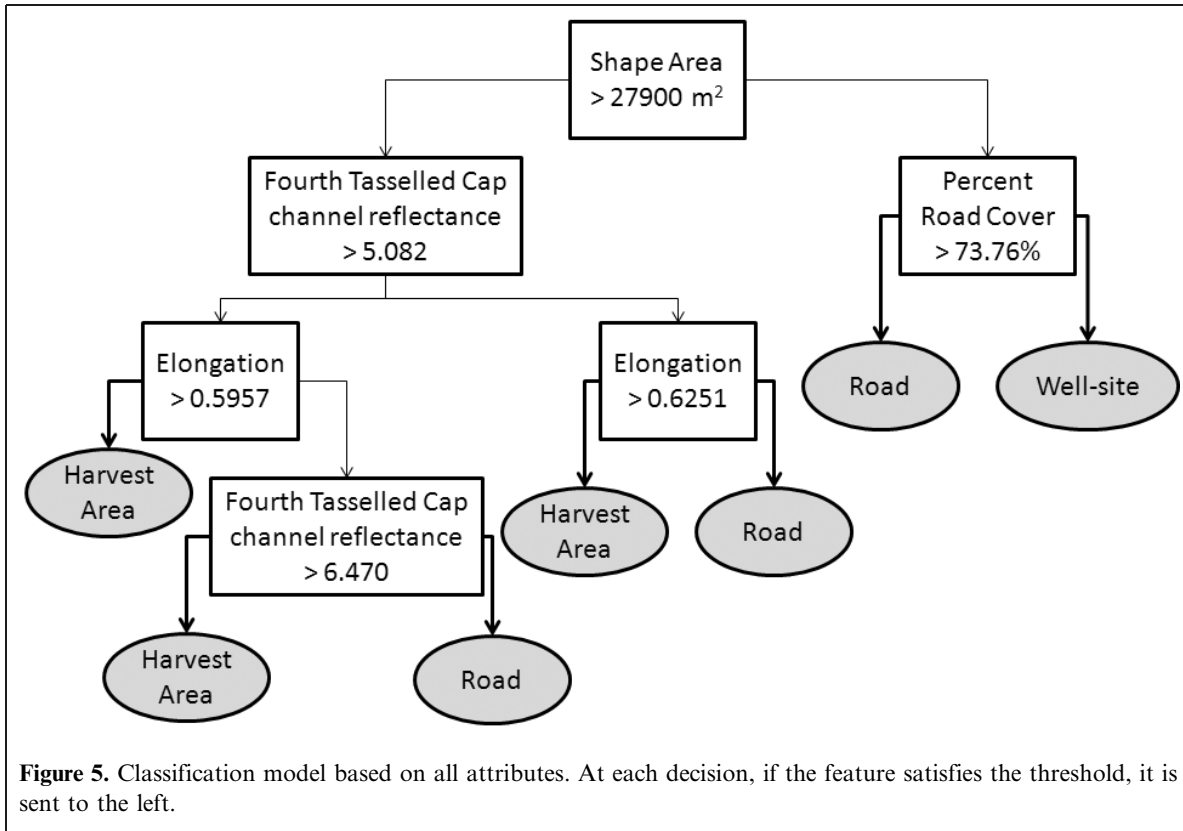 Shape Area
> 27900 m²
Fourth Tasselled Cap
channel reflectance
> 5.082
Percent
Road Cover
> 73.76%
Elongation
> 0.5957
Elongation
> 0.6251
Road
Well-site
Harvest
Area
Fourth Tasselled Cap
channel reflectance
> 6.470
Harvest
Area
Road
Harvest
Area
Road
Figure 5. Classification model based on all attributes. At each decision, if the feature satisfies the threshold, it is
sent to the left.